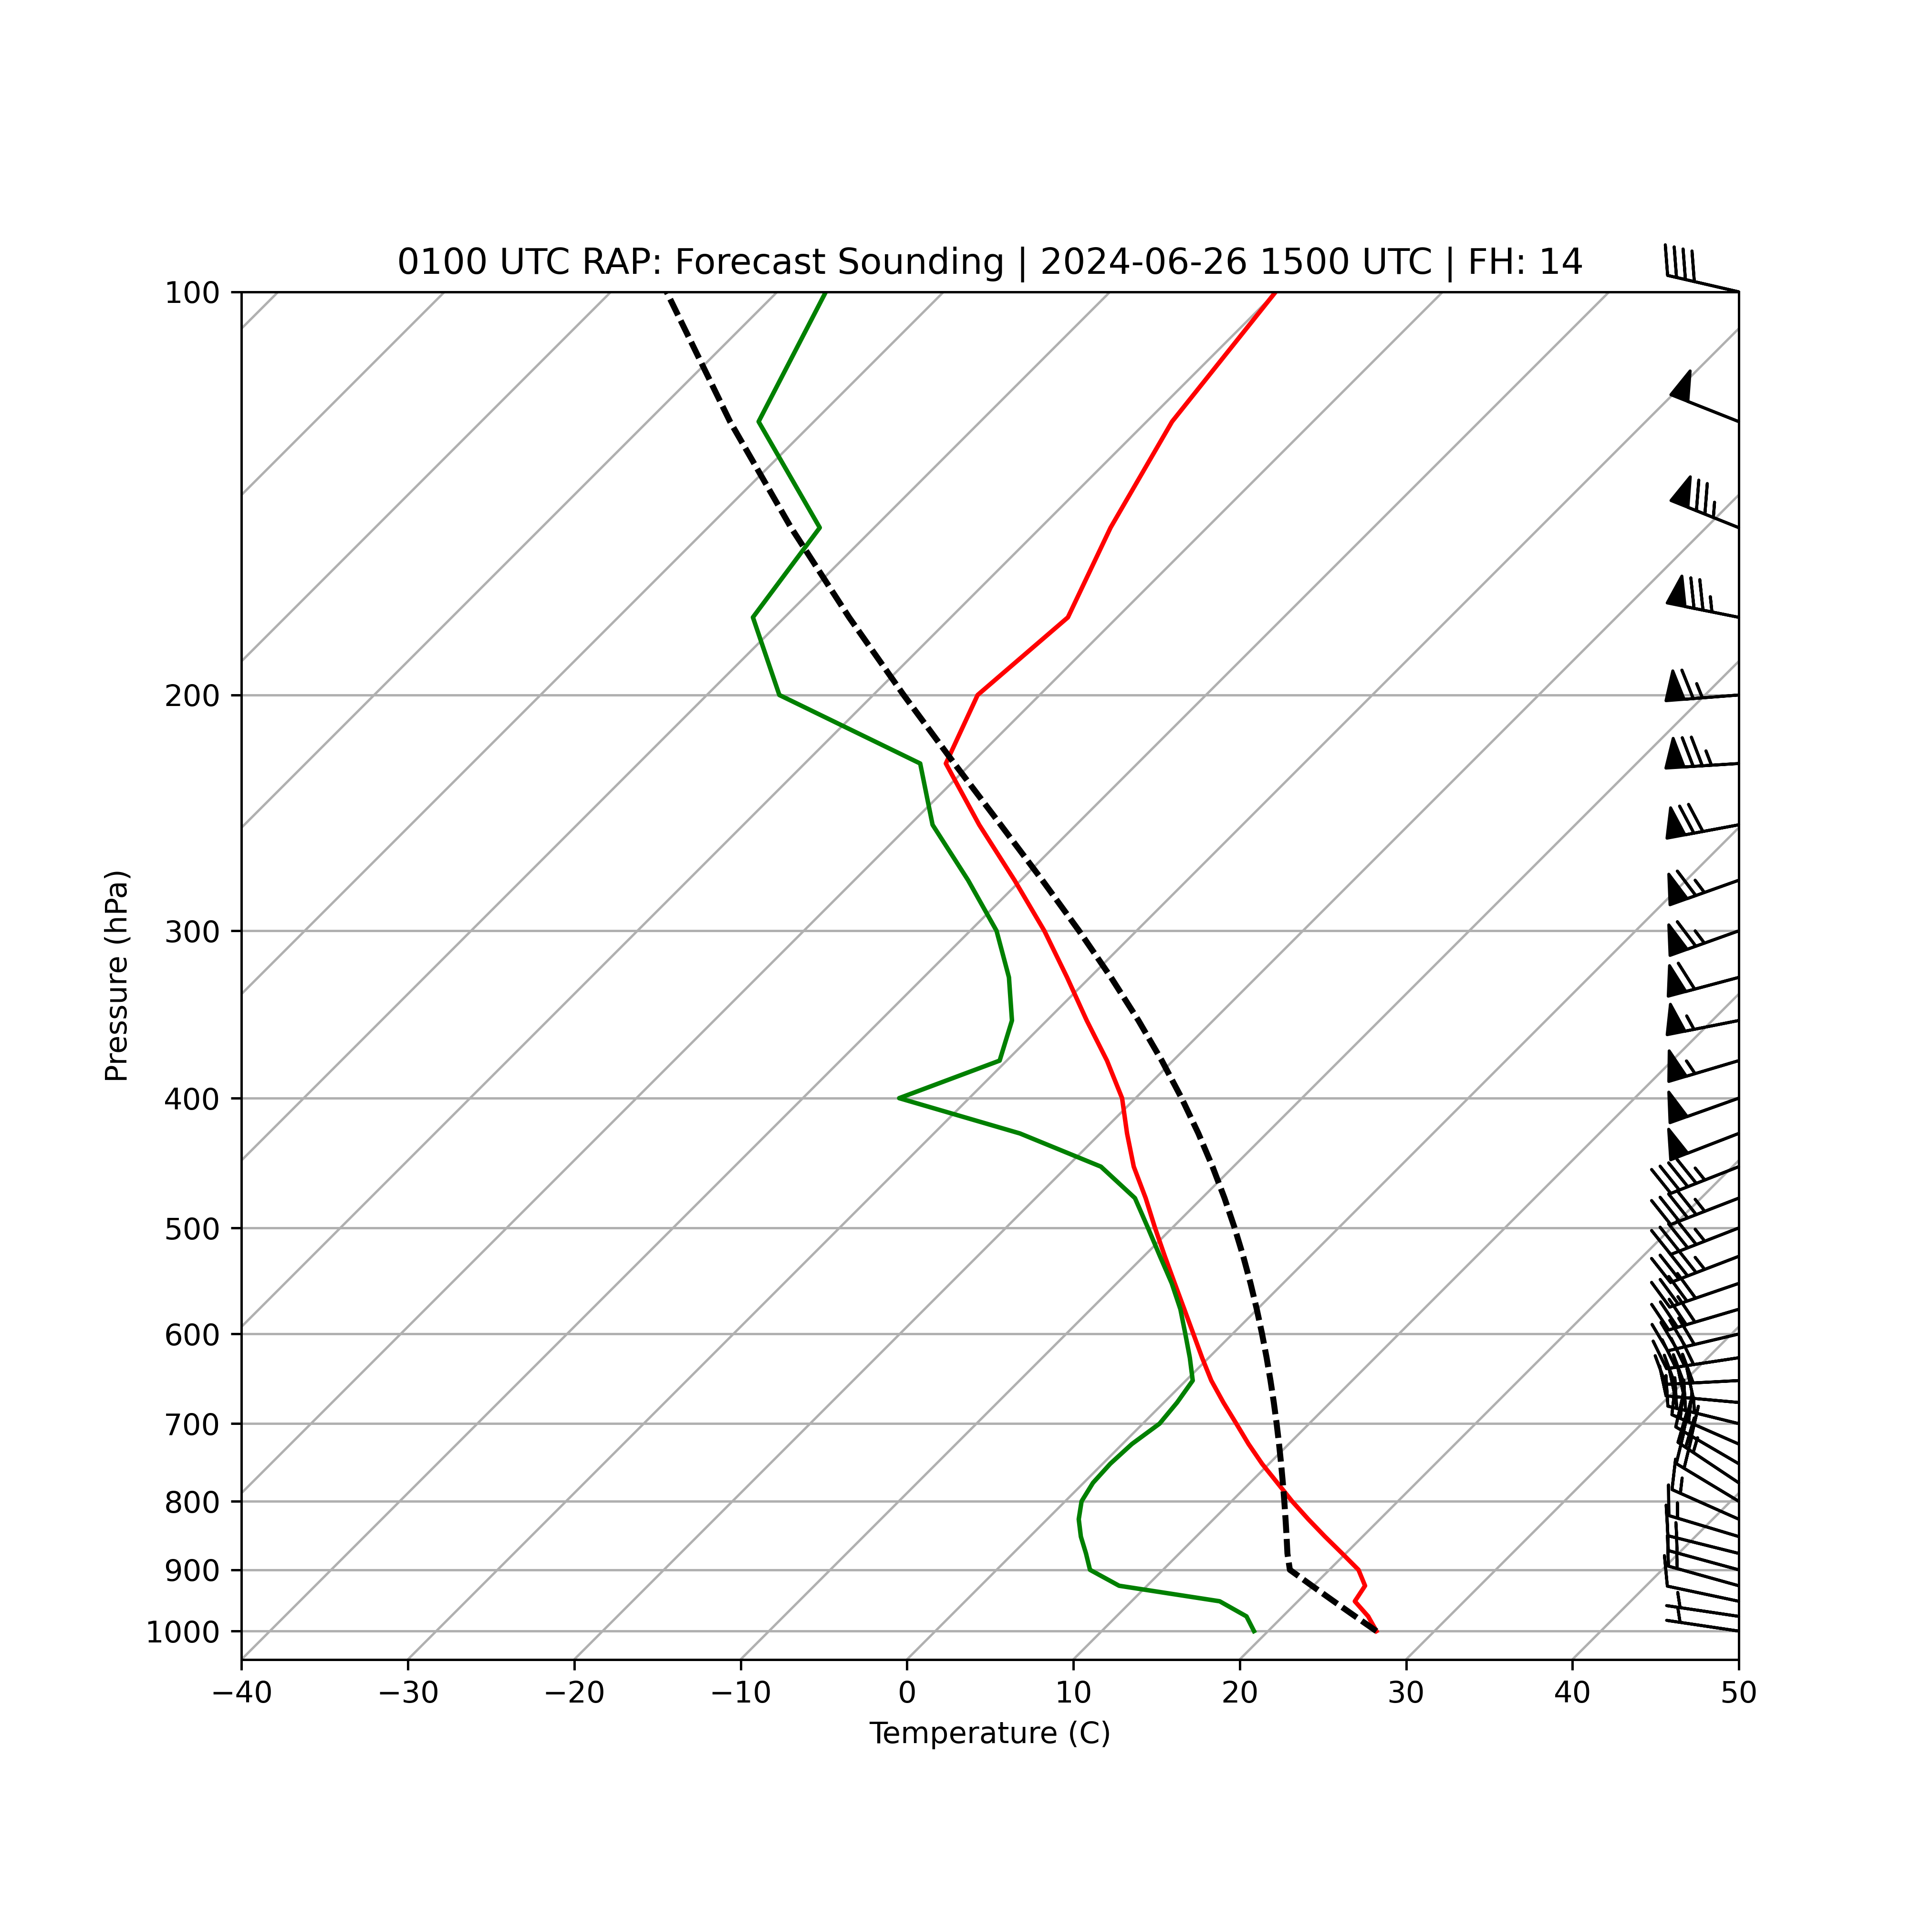 0100 UTC RAP: Forecast Sounding | 2024-06-26 1500 UTC | FH: 14
100
200
300
400
500
600
700
800
900
1000
Pressure (hPa)
−40 −30 −20 −10 0 10 20 30 40 50
Temperature (C)